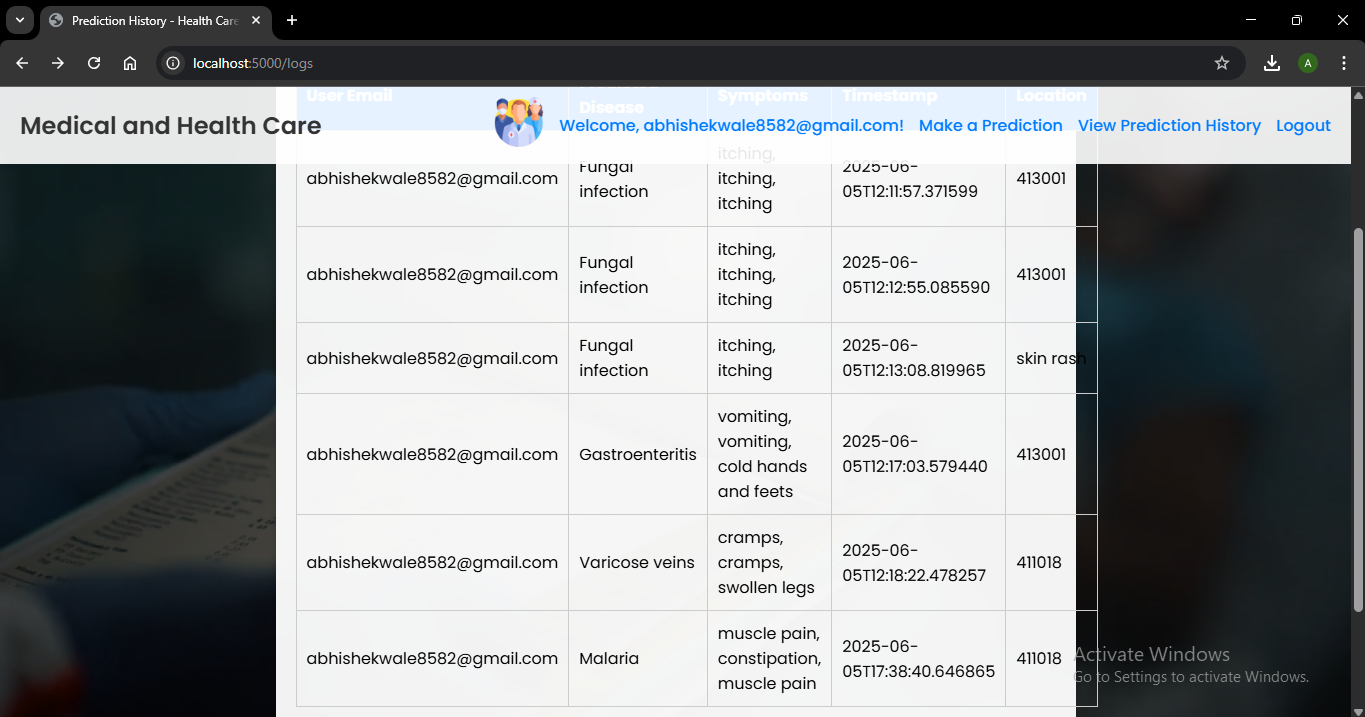 Prediction History - Health Care
localhost:5000/logs
User Email
Disease
Symptoms
Timestamp
Location
Medical and Health Care
Welcome, abhishekwale8582@gmail.com! Make a Prediction View Prediction History Logout
abhishekwale8582@gmail.com
Fungal
infection
itching,
itching,
itching
2025-06-
05T12:11:57.371599
413001
abhishekwale8582@gmail.com
Fungal
infection
itching,
itching,
itching
2025-06-
05T12:12:55.085590
413001
abhishekwale8582@gmail.com
Fungal
infection
itching,
itching
2025-06-
05T12:13:08.819965
skin rash
abhishekwale8582@gmail.com
Gastroenteritis
vomiting,
vomiting,
cold hands
and feets
2025-06-
05T12:17:03.579440
413001
abhishekwale8582@gmail.com
Varicose veins
cramps,
cramps,
swollen legs
2025-06-
05T12:18:22.478257
411018
abhishekwale8582@gmail.com
Malaria
muscle pain,
constipation,
muscle pain
2025-06-
05T17:38:40.646865
411018
Activate Windows
Go to Settings to activate Windows.
A